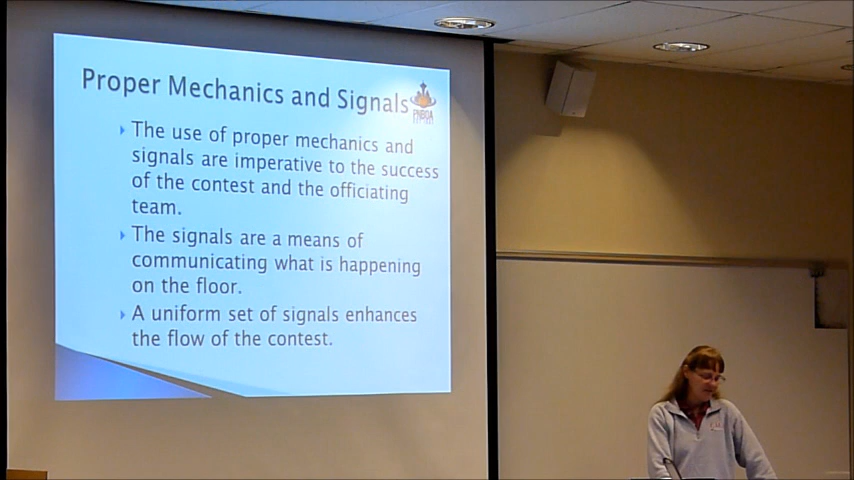 Proper Mechanics and Signals
PNBOA
The use of proper mechanics and
signals are imperative to the success
of the contest and the officiating
team.
The signals are a means of
communicating what is happening
on the floor.
A uniform set of signals enhances
the flow of the contest.